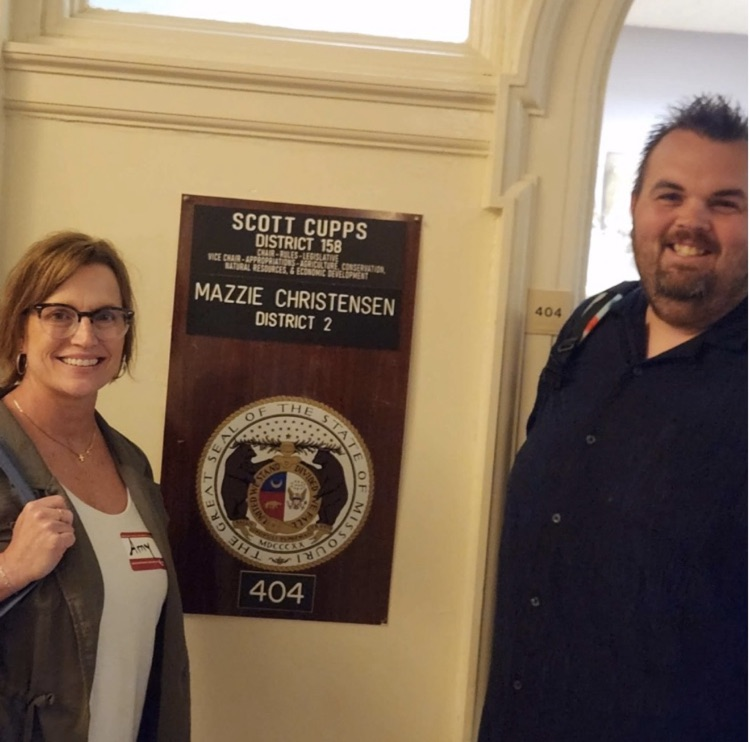 SCOTT CUPPS
DISTRICT 158
CHAIR - RULES - LEGISLATIVE
VICE CHAIR - APPROPRIATIONS - AGRICULTURE, CONSERVATION,
NATURAL RESOURCES, & ECONOMIC DEVELOPMENT
MAZZIE CHRISTENSEN
DISTRICT 2
THE GREAT SEAL OF THE STATE OF MISSOURI
UNITED WE STAND DIVIDED WE FALL
MDCCCXX
404
404
Amy